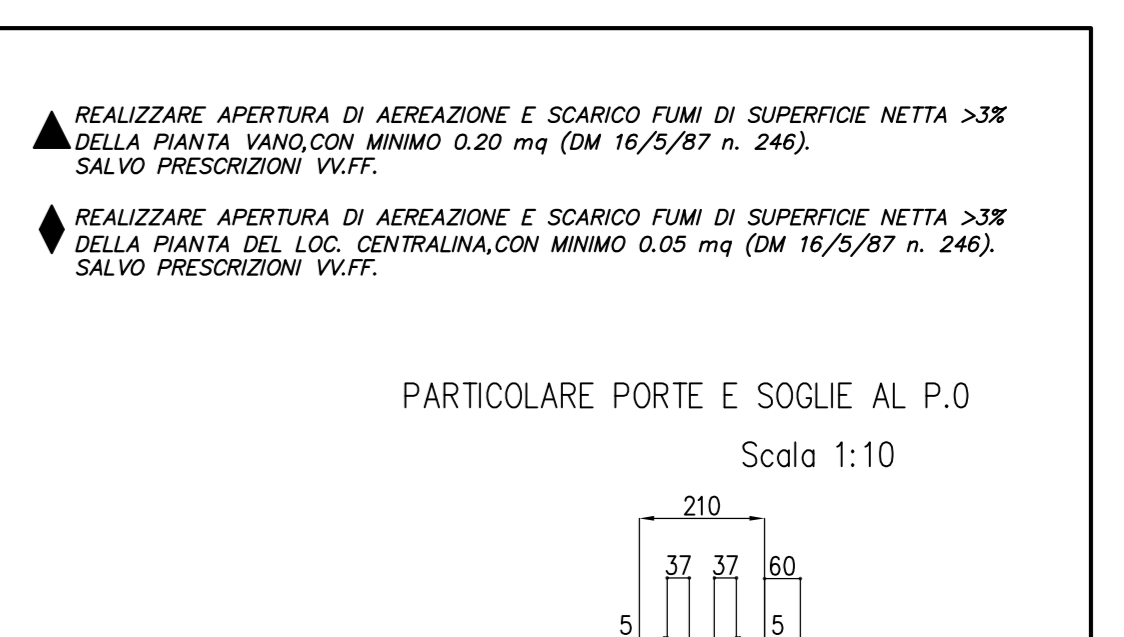 REALIZZARE APERTURA DI AEREAZIONE E SCARICO FUMI DI SUPERFICIE NETTA >3%
DELLA PIANTA VANO,CON MINIMO 0.20 mq (DM 16/5/87 n. 246).
SALVO PRESCRIZIONI VV.FF.
REALIZZARE APERTURA DI AEREAZIONE E SCARICO FUMI DI SUPERFICIE NETTA >3%
DELLA PIANTA DEL LOC. CENTRALINA,CON MINIMO 0.05 mq (DM 16/5/87 n. 246).
SALVO PRESCRIZIONI VV.FF.
PARTICOLARE PORTE E SOGLIE AL P.0
Scala 1:10
210
37 37 60
5 5